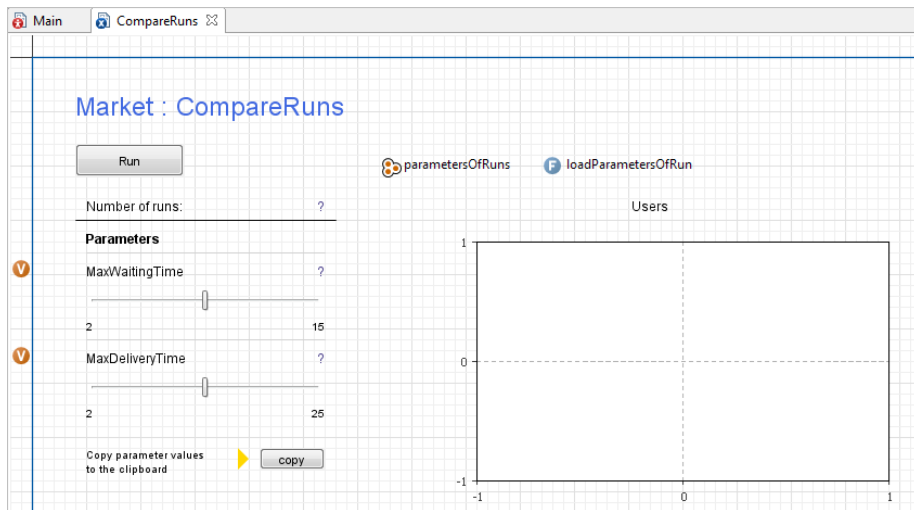 Main
CompareRuns
Market : CompareRuns
Run
parametersOfRuns
F
loadParametersOfRun
Number of runs:
?
Users
Parameters
V
MaxWaitingTime
?
2
15
V
MaxDeliveryTime
?
2
25
Copy parameter values
to the clipboard
copy
1
0
-1
-1
0
1